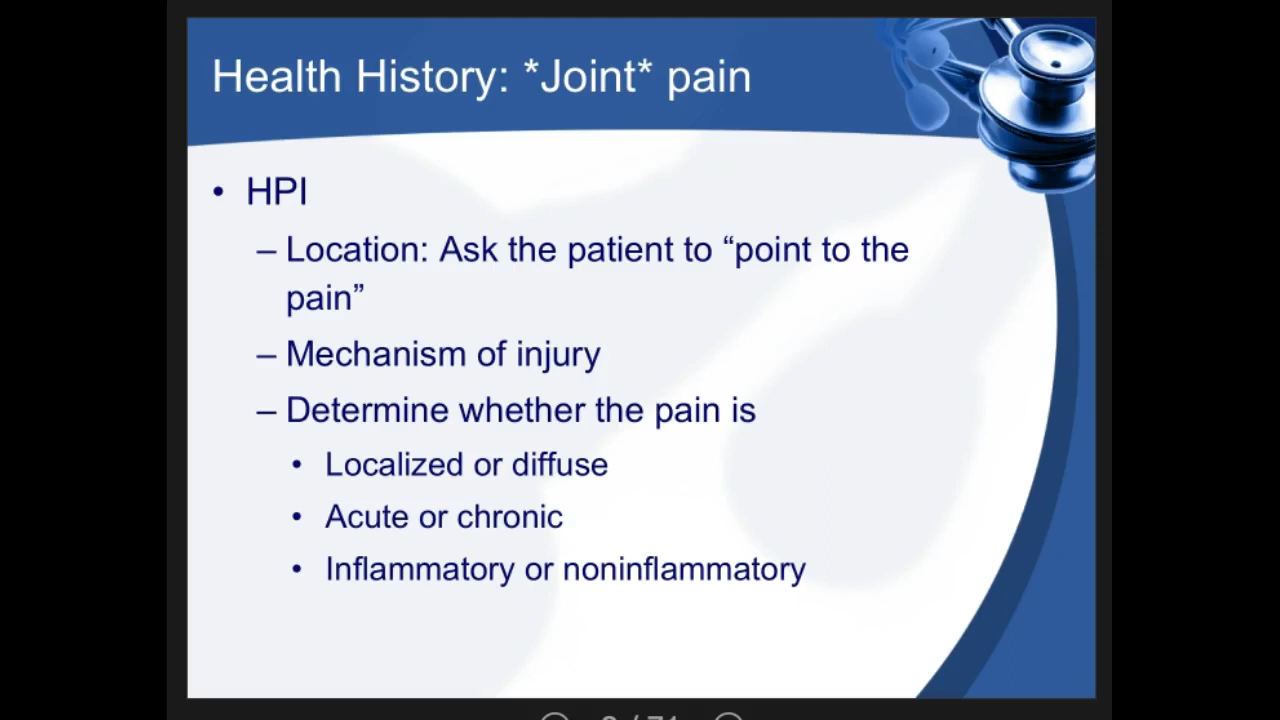 Health History: *Joint* pain
• HPI
– Location: Ask the patient to “point to the
pain”
– Mechanism of injury
– Determine whether the pain is
• Localized or diffuse
• Acute or chronic
• Inflammatory or noninflammatory